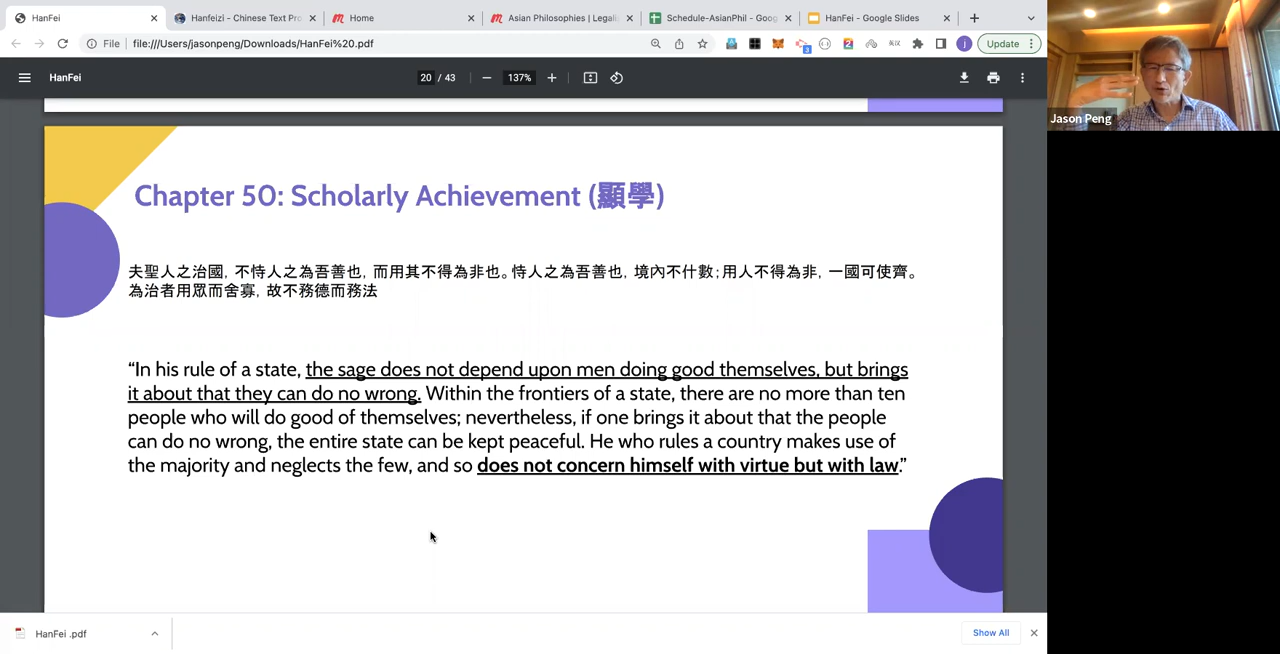 HanFei
Hanfeizi - Chinese Text Pro
Home
Asian Philosophies | Legali
Schedule-AsianPhil - Goog
HanFei - Google Slides
File
file:///Users/jasonpeng/Downloads/HanFei%20.pdf
Update
HanFei
20 / 43
137%
Jason Peng
Chapter 50: Scholarly Achievement (顯學)
夫聖人之治國，不恃人之為吾善也，而用其不得為非也。恃人之為吾善也，境內不什數；用人不得為非，一國可使齊。
為治者用眾而舍寡，故不務德而務法
“In his rule of a state, the sage does not depend upon men doing good themselves, but brings
it about that they can do no wrong. Within the frontiers of a state, there are no more than ten
people who will do good of themselves; nevertheless, if one brings it about that the people
can do no wrong, the entire state can be kept peaceful. He who rules a country makes use of
the majority and neglects the few, and so does not concern himself with virtue but with law.”
HanFei .pdf
Show All